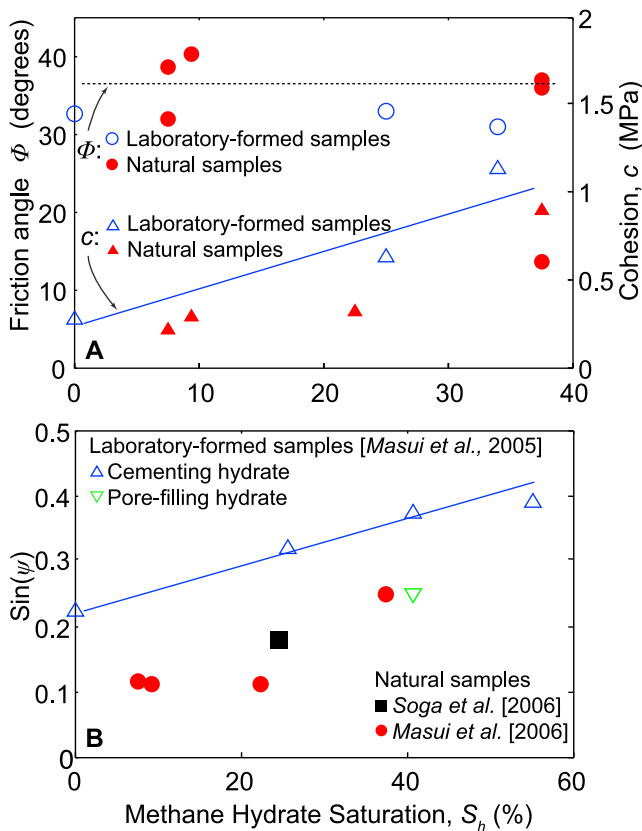 Friction angle Φ (degrees)
40
30
20
10
0
2
1.5
1
0.5
0
Cohesion, c (MPa)
Φ:
Laboratory-formed samples
Natural samples
c:
Laboratory-formed samples
Natural samples
A
0
10
20
30
40
Sin(ψ)
0.5
0.4
0.3
0.2
0.1
0
Laboratory-formed samples [Masui et al., 2005]
Cementing hydrate
Pore-filling hydrate
Natural samples
Soga et al. [2006]
Masui et al. [2006]
B
0
20
40
60
Methane Hydrate Saturation, Sh (%)